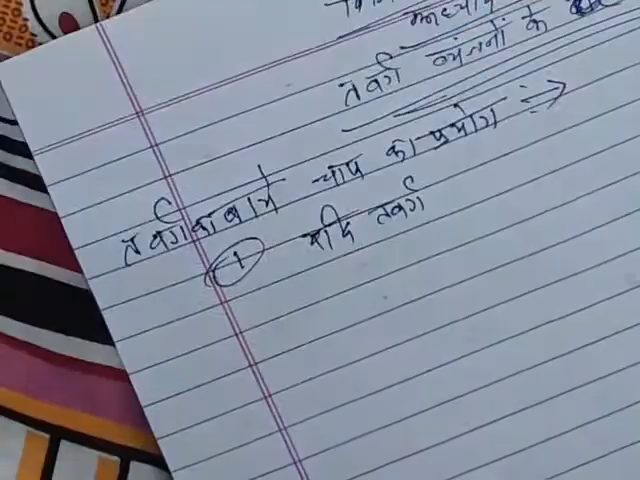 तवर्ग व्यंजनों के
तवर्ग का बायें चाप का प्रयोग ⇒
① यदि तवर्ग